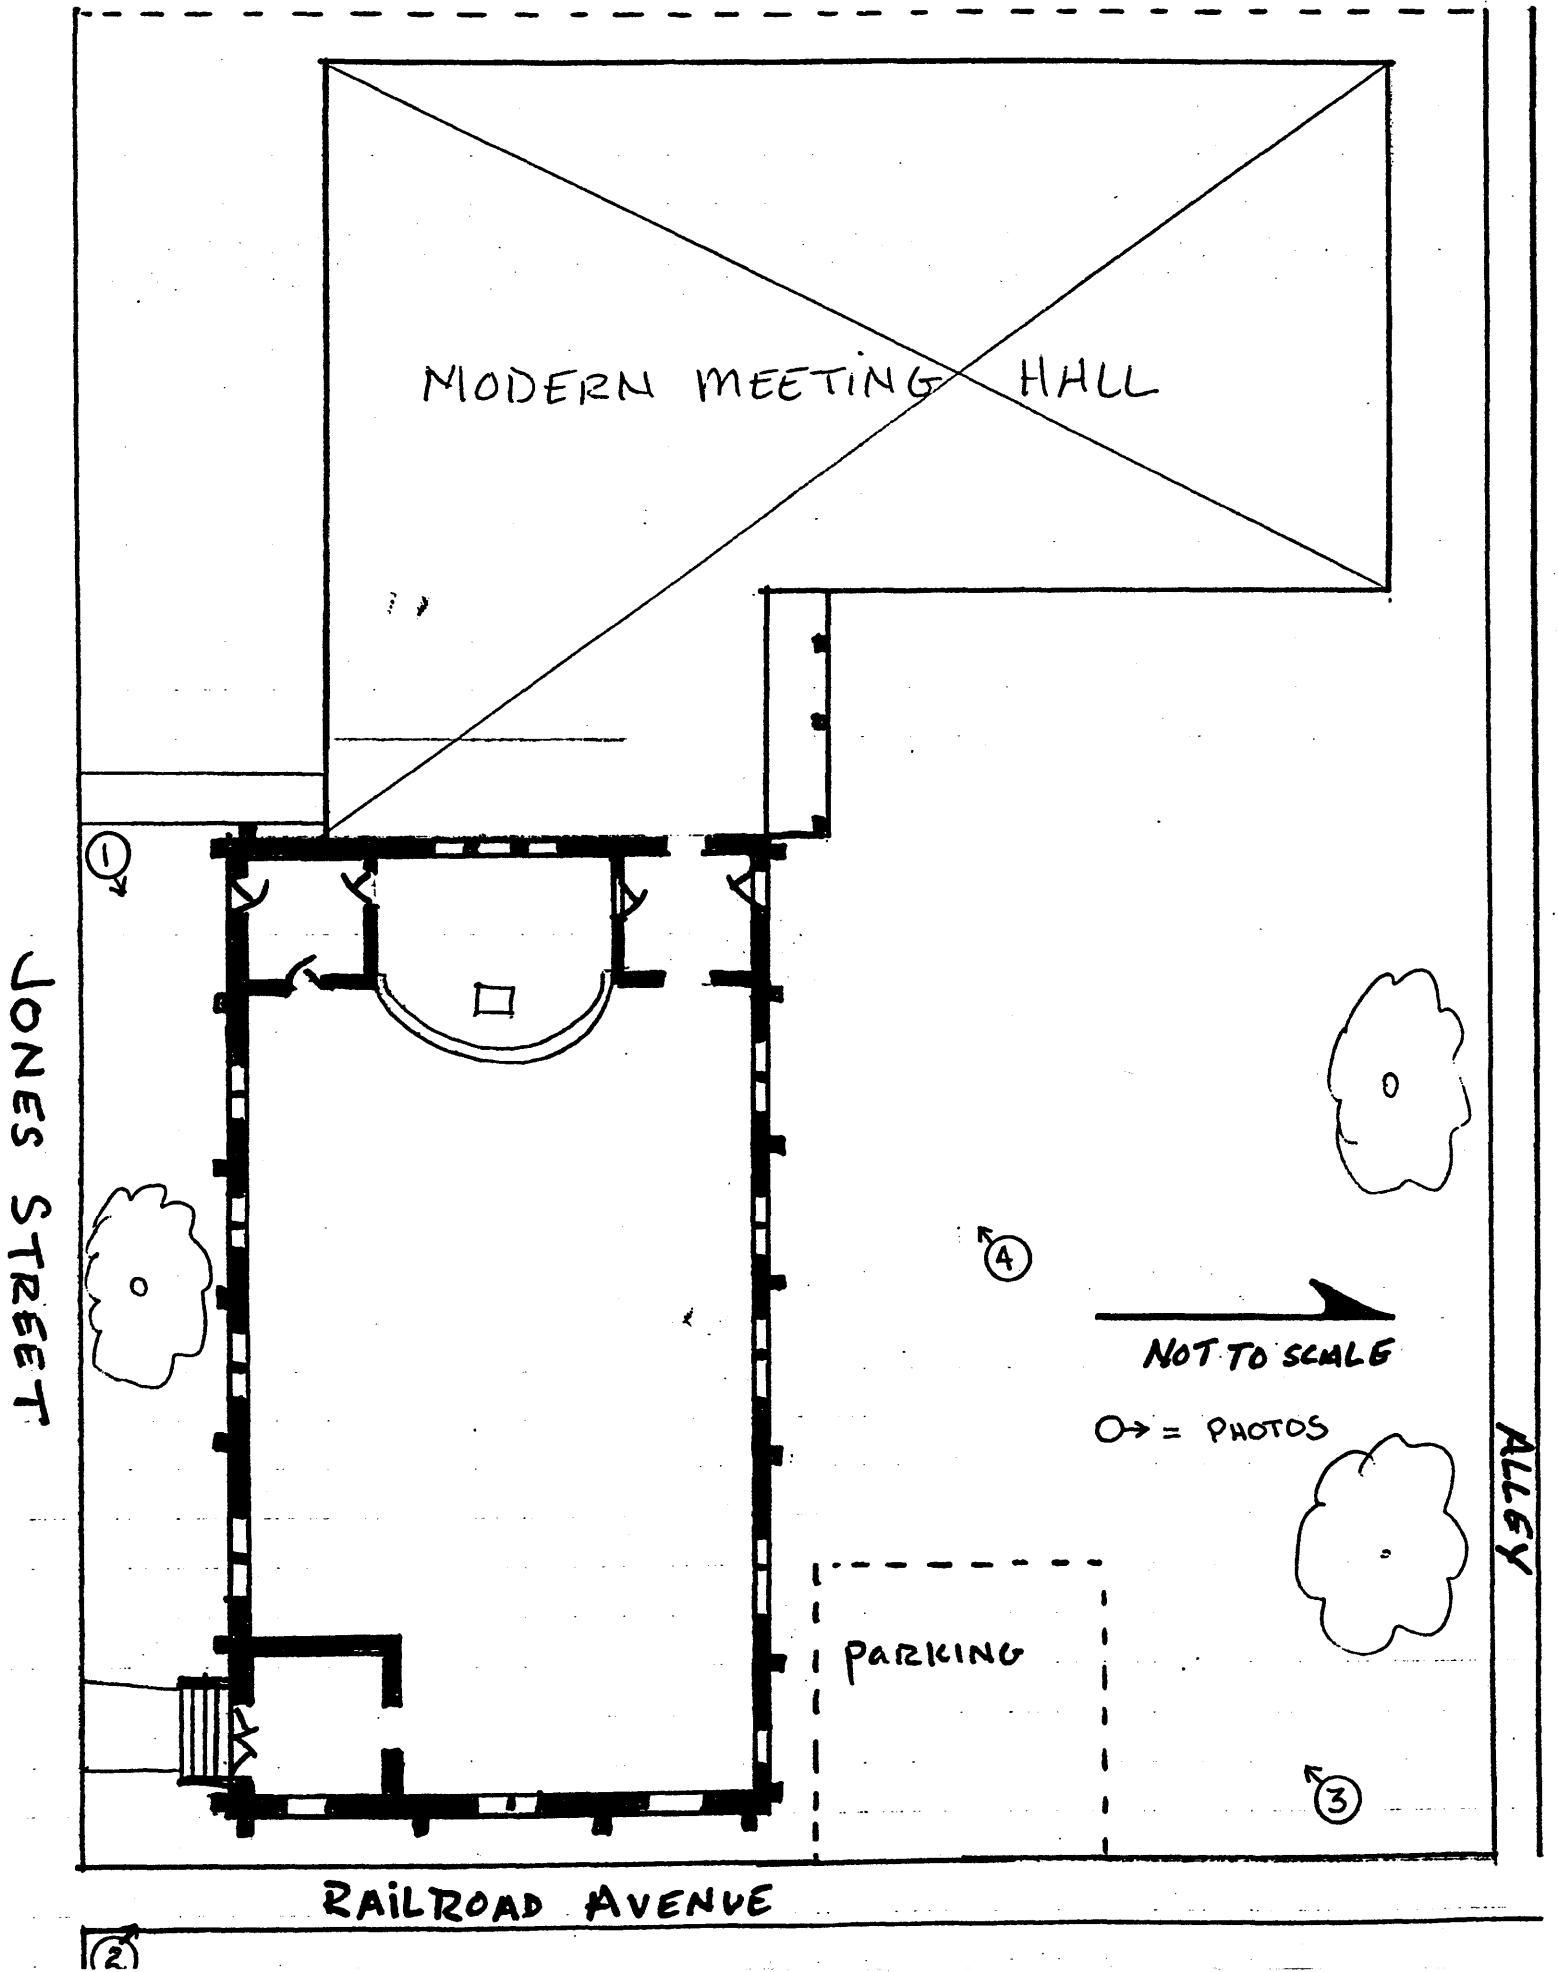 MODERN MEETING HALL
1
JONES STREET
4
NOT TO SCALE
= PHOTOS
ALLEY
PARKING
3
RAILROAD AVENUE
2